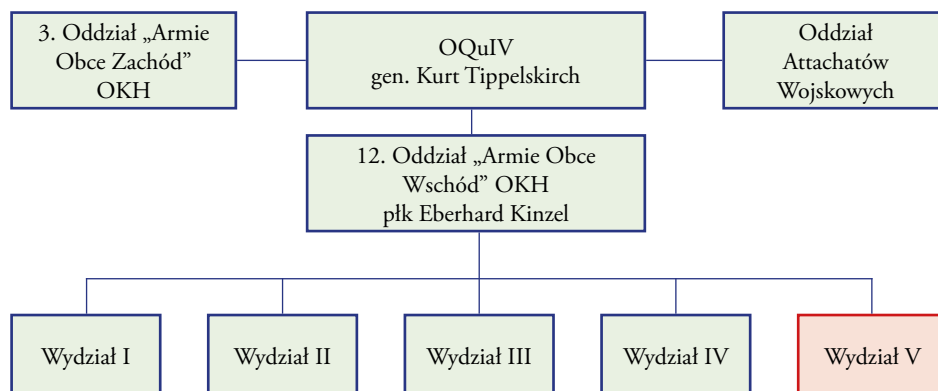 3. Oddział „Armie
Obce Zachód”
OKH
OQuIV
gen. Kurt Tippelskirch
Oddział
Attachatów
Wojskowych
12. Oddział „Armie Obce
Wschód” OKH
płk Eberhard Kinzel
Wydział I
Wydział II
Wydział III
Wydział IV
Wydział V